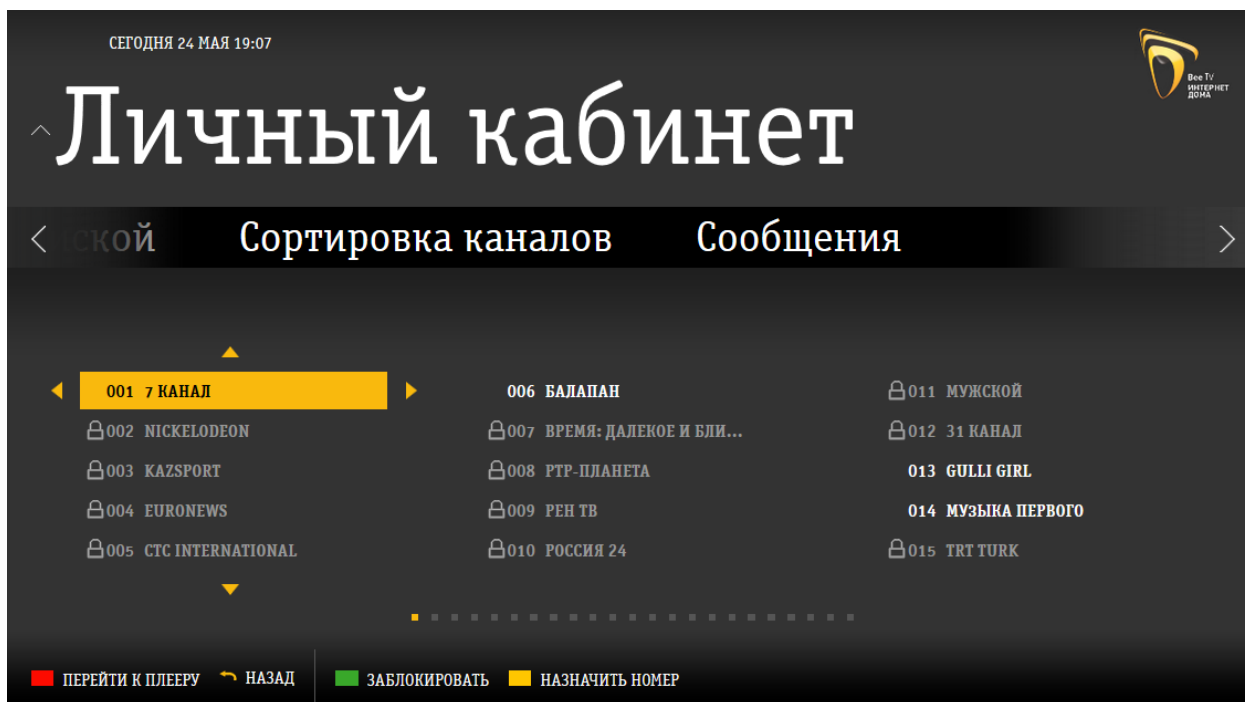 СЕГОДНЯ 24 МАЯ 19:07
Bee TV
ИНТЕРНЕТ
ДОМА
Личный кабинет
ской Сортировка каналов Сообщения
001 7 КАНАЛ 006 БАЛАПАН 011 МУЖСКОЙ
002 NICKELODEON 007 ВРЕМЯ: ДАЛЕКОЕ И БЛИ... 012 31 КАНАЛ
003 KAZSPORT 008 РТР-ПЛАНЕТА 013 GULLI GIRL
004 EURONEWS 009 РЕН ТВ 014 МУЗЫКА ПЕРВОГО
005 СТС INTERNATIONAL 010 РОССИЯ 24 015 TRT TURK
ПЕРЕЙТИ К ПЛЕЕРУ НАЗАД ЗАБЛОКИРОВАТЬ НАЗНАЧИТЬ НОМЕР